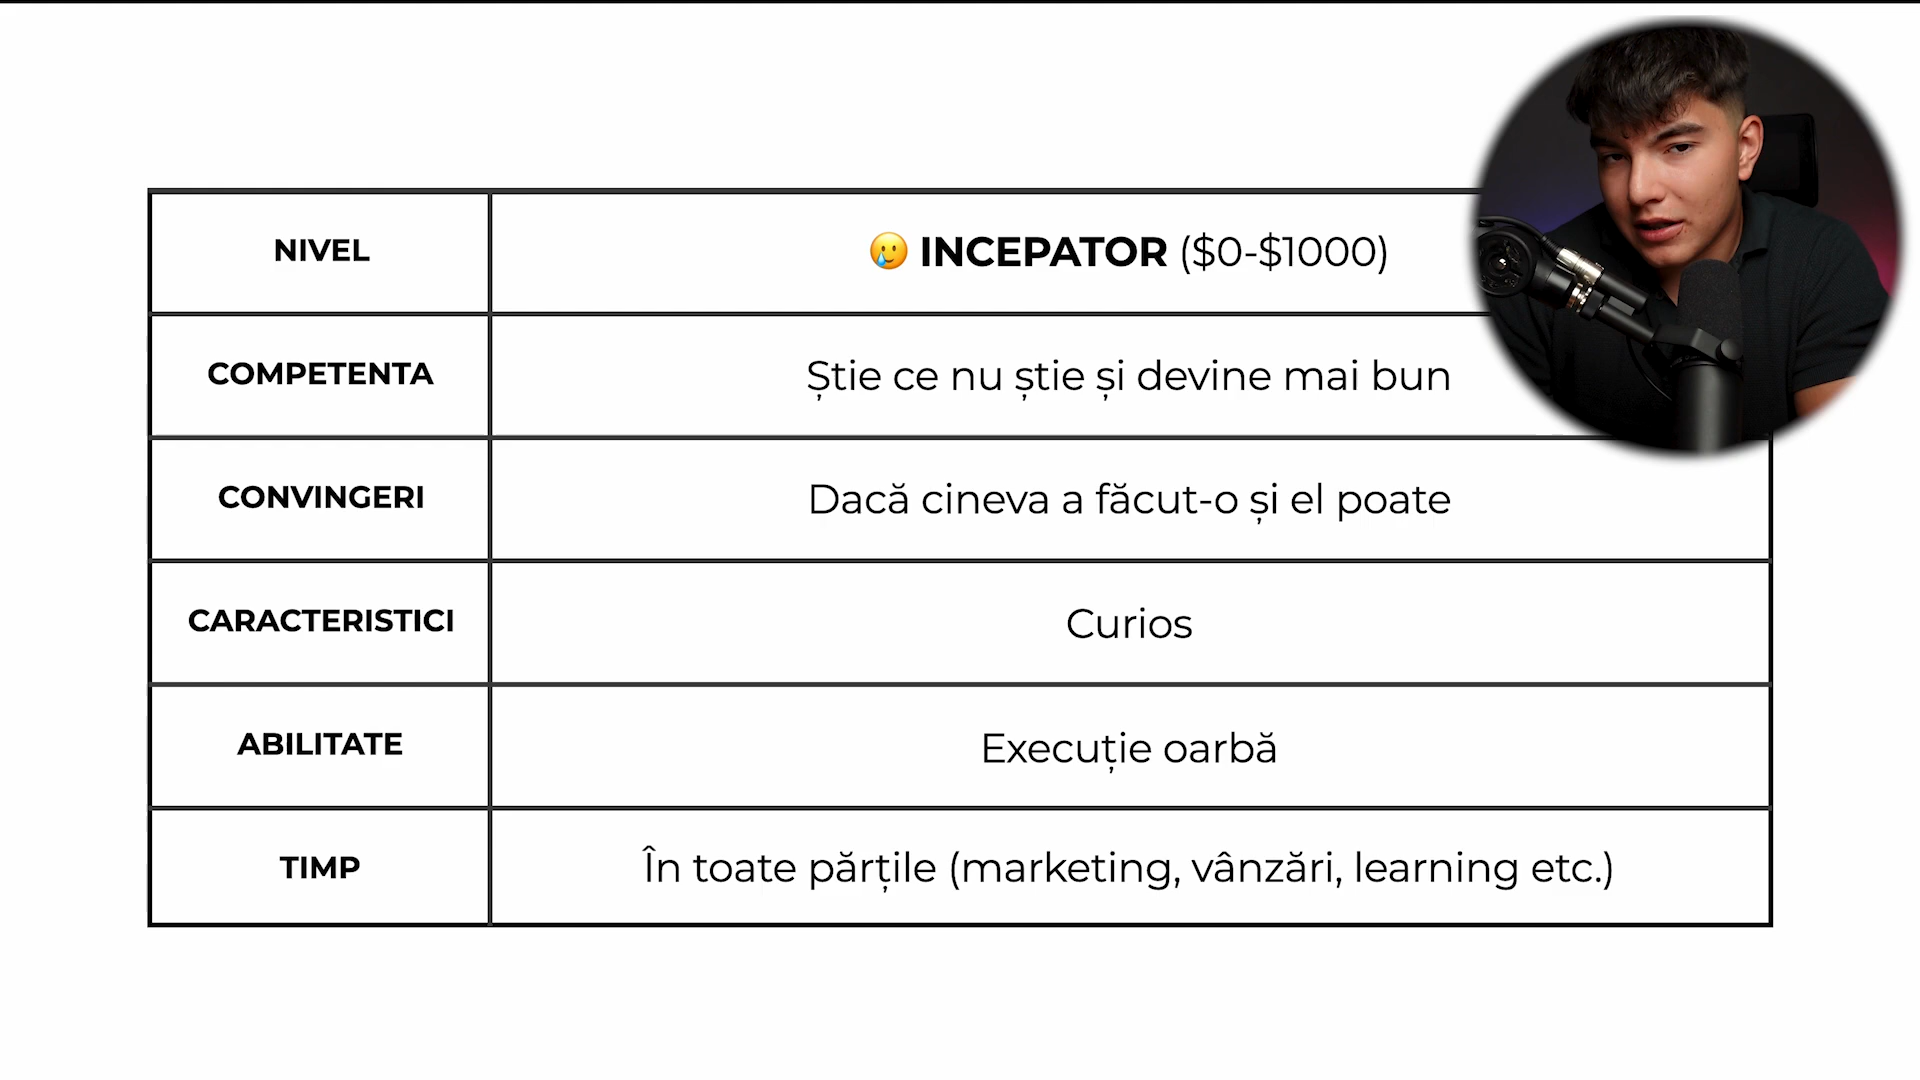 NIVEL
🥲 INCEPATOR ($0-$1000)
COMPETENTA
Știe ce nu știe și devine mai bun
CONVINGERI
Dacă cineva a făcut-o și el poate
CARACTERISTICI
Curios
ABILITATE
Execuție oarbă
TIMP
În toate părțile (marketing, vânzări, learning etc.)